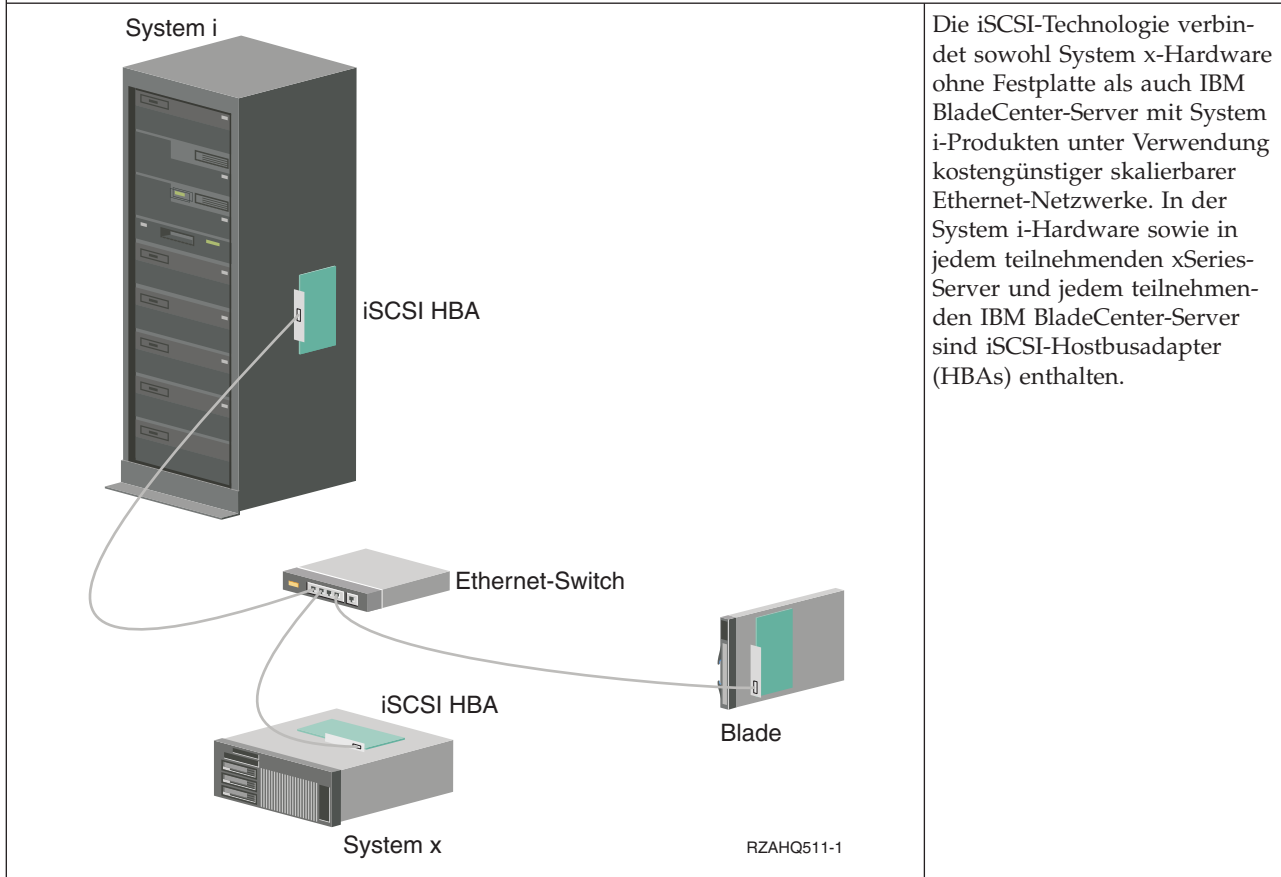 System i
iSCSI HBA
Ethernet-Switch
iSCSI HBA
Blade
System x
RZAHQ511-1
Die iSCSI-Technologie verbin-
det sowohl System x-Hardware
ohne Festplatte als auch IBM
BladeCenter-Server mit System
i-Produkten unter Verwendung
kostengünstiger skalierbarer
Ethernet-Netzwerke. In der
System i-Hardware sowie in
jedem teilnehmenden xSeries-
Server und jedem teilnehmen-
den IBM BladeCenter-Server
sind iSCSI-Hostbusadapter
(HBAs) enthalten.